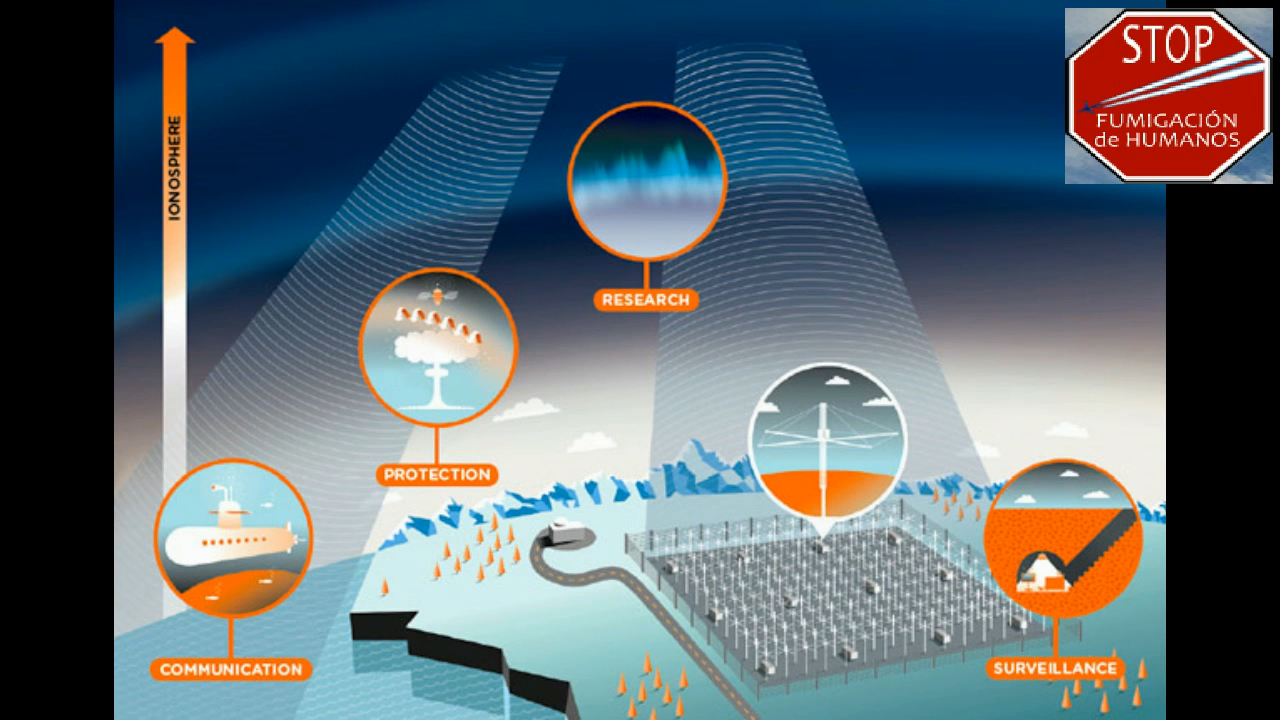 STOP
FUMIGACIÓN
de HUMANOS
IONOSPHERE
RESEARCH
PROTECTION
COMMUNICATION
SURVEILLANCE